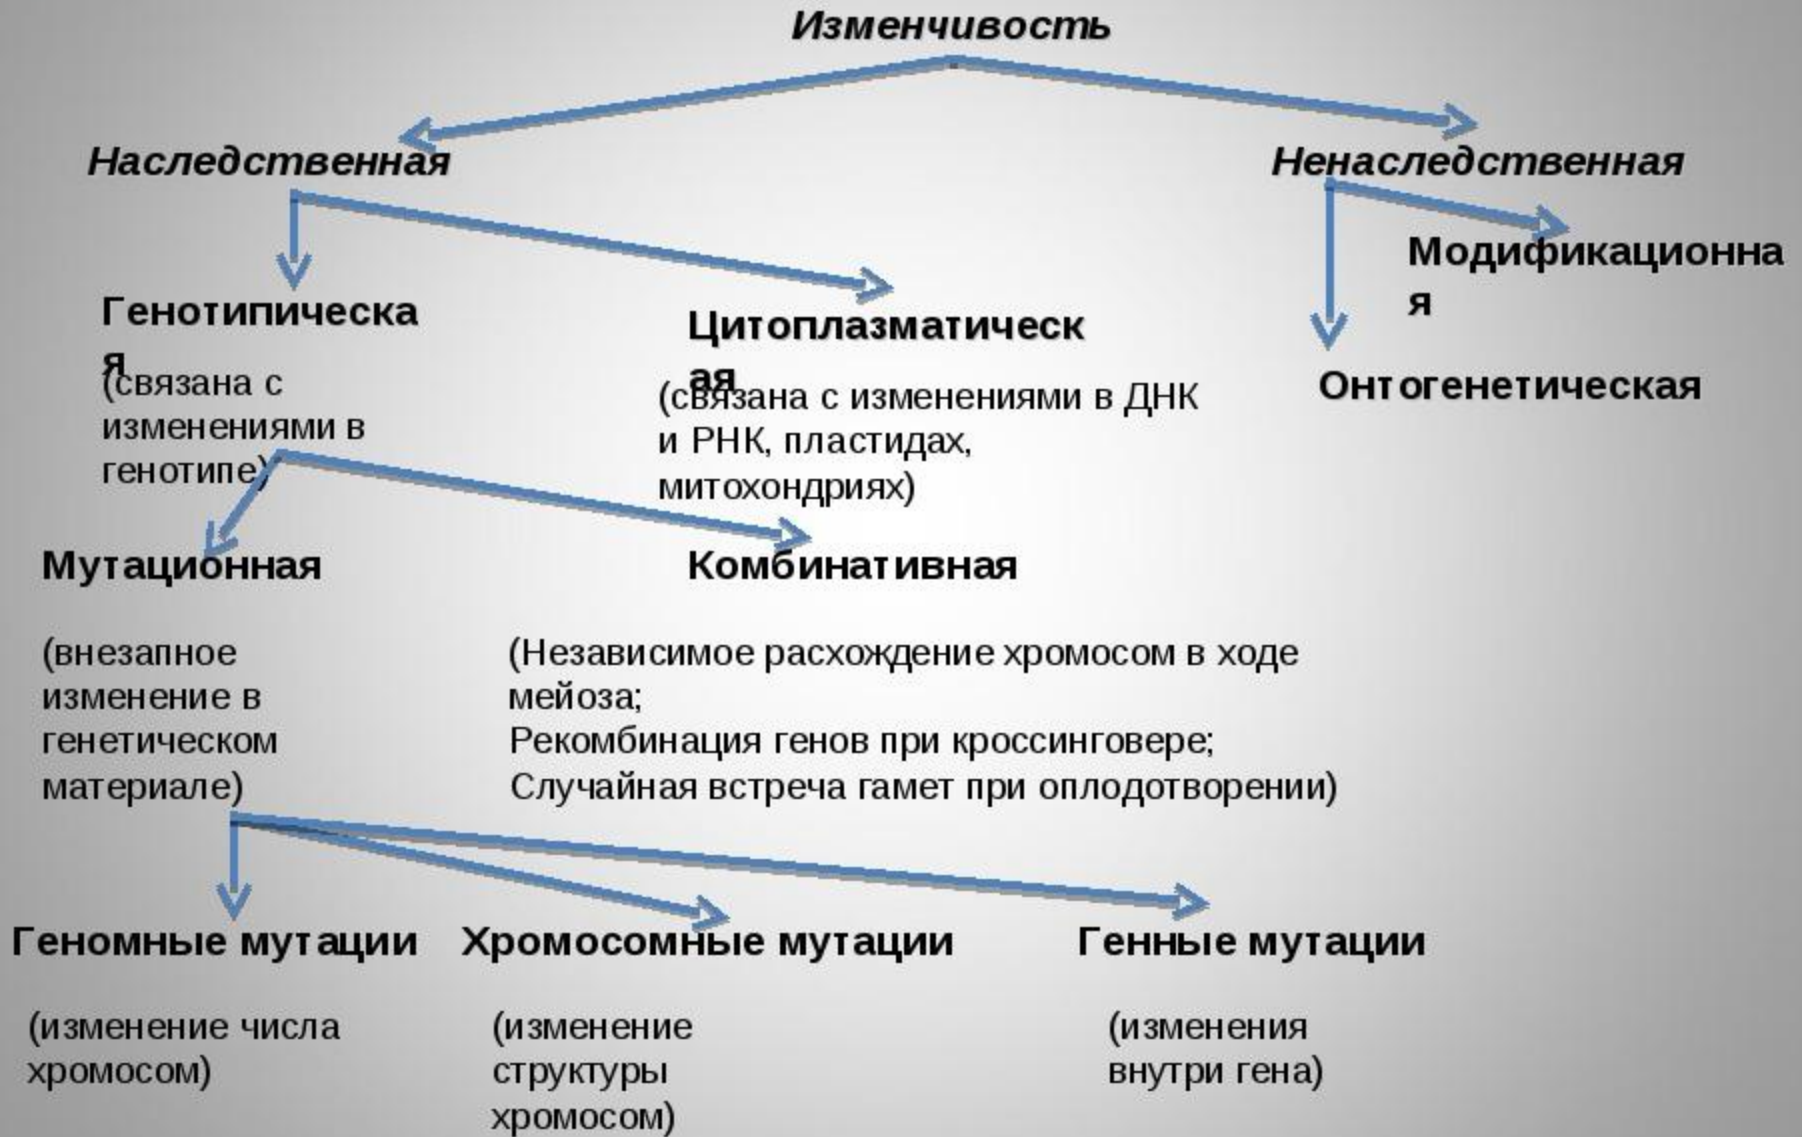 Изменчивость
Наследственная
Ненаследственная
Генотипическа
я
(связана с
изменениями в
генотипе)
Цитоплазматическ
ая
(связана с изменениями в ДНК
и РНК, пластидах,
митохондриях)
Модификационна
я
Онтогенетическая
Мутационная
(внезапное
изменение в
генетическом
материале)
Комбинативная
(Независимое расхождение хромосом в ходе
мейоза;
Рекомбинация генов при кроссинговере;
Случайная встреча гамет при оплодотворении)
Геномные мутации
(изменение числа
хромосом)
Хромосомные мутации
(изменение
структуры
хромосом)
Генные мутации
(изменения
внутри гена)